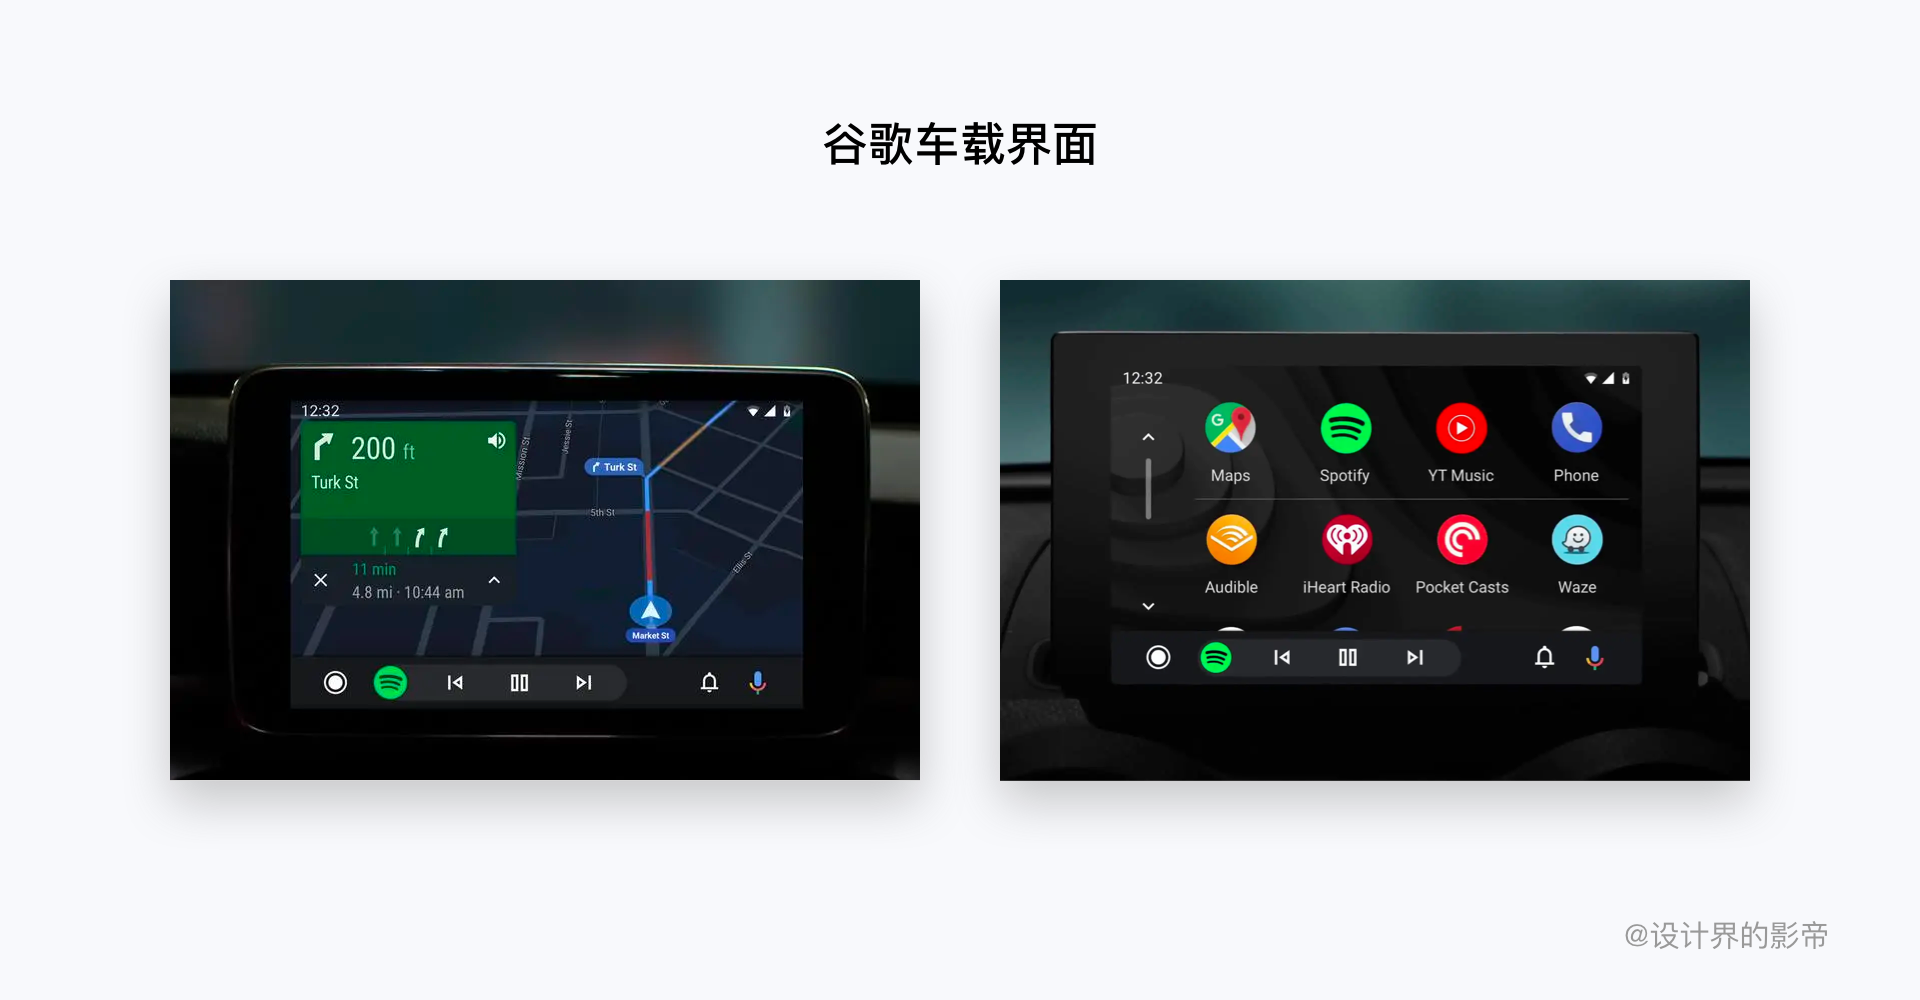 谷歌车载界面
12:32
200 ft
Turk St
11 min
4.8 mi · 10:44 am
Mission St
Jessie St
Turk St
5th St
Ellis St
Market St
12:32
Maps
Spotify
YT Music
Phone
Audible
iHeart Radio
Pocket Casts
Waze
@设计界的影帝